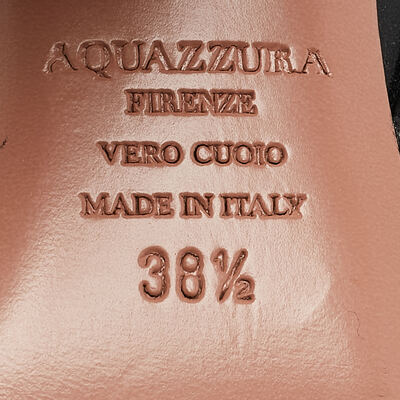 AQUAZZURA
FIRENZE
VERO CUOIO
MADE IN ITALY
38½